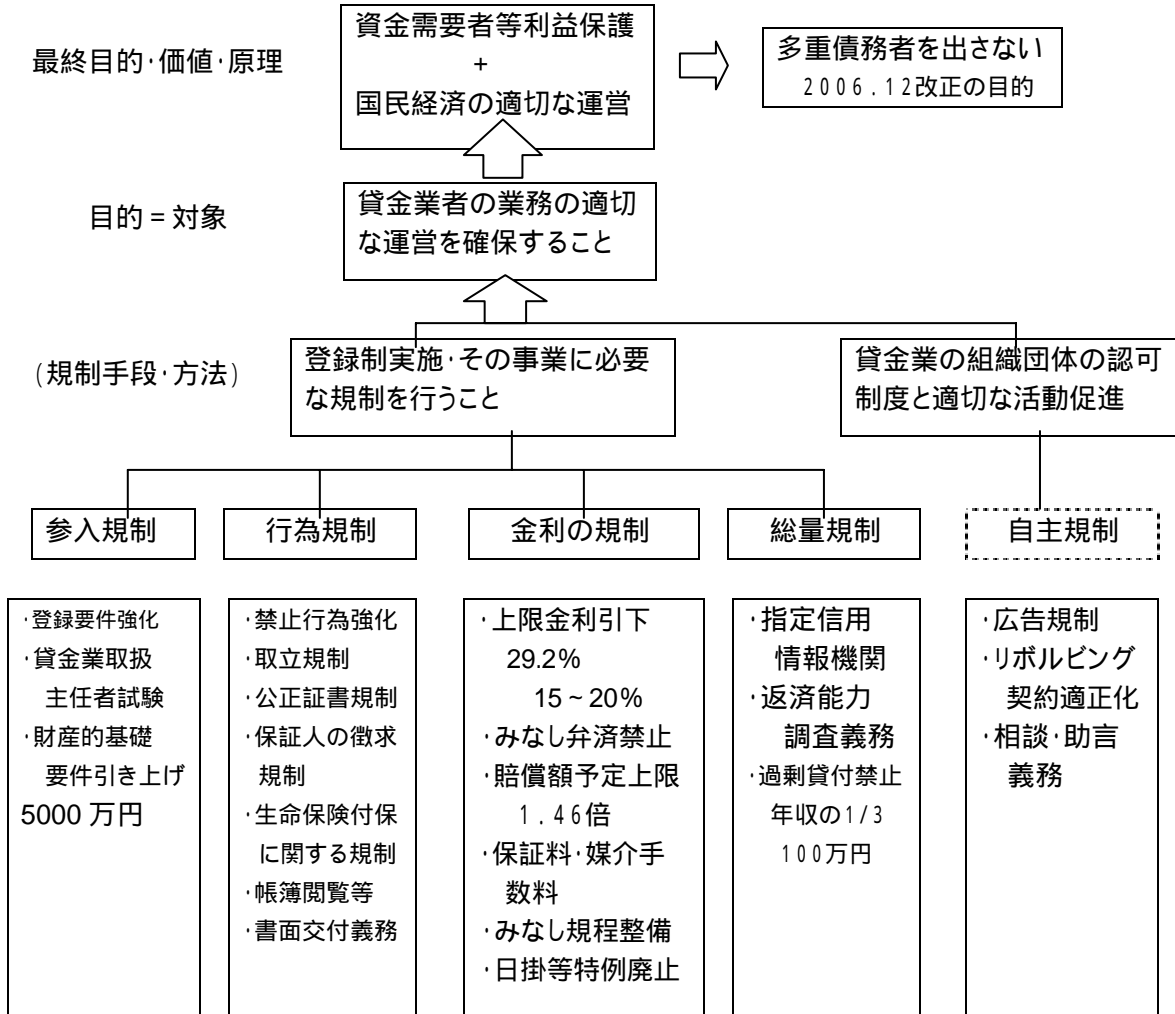 最終目的・価値・原理
資金需要者等利益保護
+
国民経済の適切な運営
多重債務者を出さない
2006.12改正の目的
目的=対象
貸金業者の業務の適切
な運営を確保すること
(規制手段・方法)
登録制実施・その事業に必要
な規制を行うこと
貸金業の組織団体の認可
制度と適切な活動促進
参入規制
行為規制
金利の規制
総量規制
自主規制
・登録要件強化
・貸金業取扱
主任者試験
・財産的基礎
要件引き上げ
5000 万円
・禁止行為強化
・取立規制
・公正証書規制
・保証人の徴求
規制
・生命保険付保
に関する規制
・帳簿閲覧等
・書面交付義務
・上限金利引下
29.2%
15~20%
・みなし弁済禁止
・賠償額予定上限
1.46倍
・保証料・媒介手
数料
・みなし規程整備
・日掛等特例廃止
・指定信用
情報機関
・返済能力
調査義務
・過剰貸付禁止
年収の1/3
100万円
・広告規制
・リボルビング
契約適正化
・相談・助言
義務